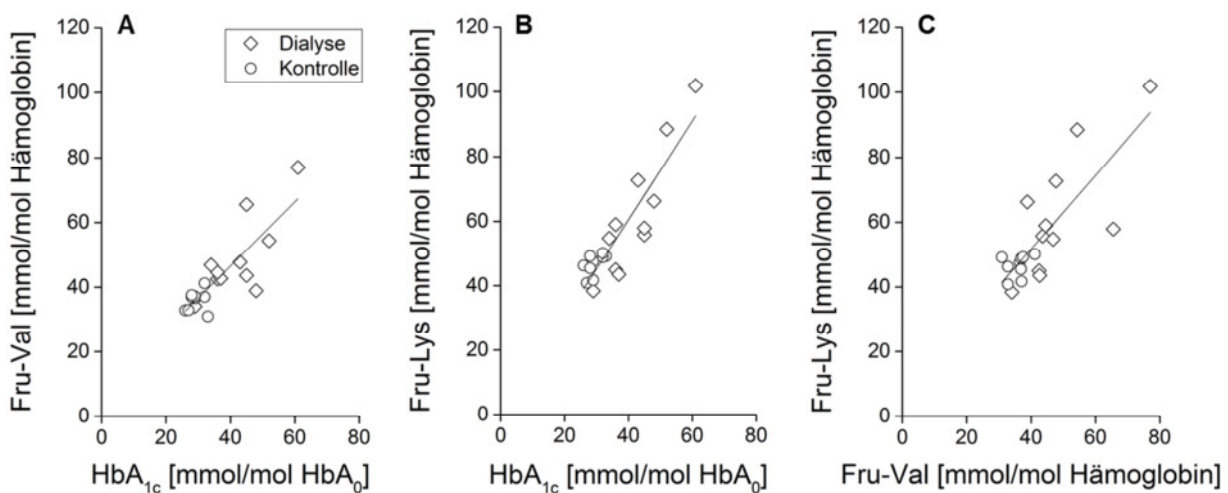 A
120
100
80
60
40
20
0
0 20 40 60 80
Fru-Val [mmol/mol Hämoglobin]
HbA1c [mmol/mol HbA0]
Dialyse
Kontrolle
B
120
100
80
60
40
20
0
0 20 40 60 80
Fru-Lys [mmol/mol Hämoglobin]
HbA1c [mmol/mol HbA0]
C
120
100
80
60
40
20
0
0 20 40 60 80
Fru-Lys [mmol/mol Hämoglobin]
Fru-Val [mmol/mol Hämoglobin]